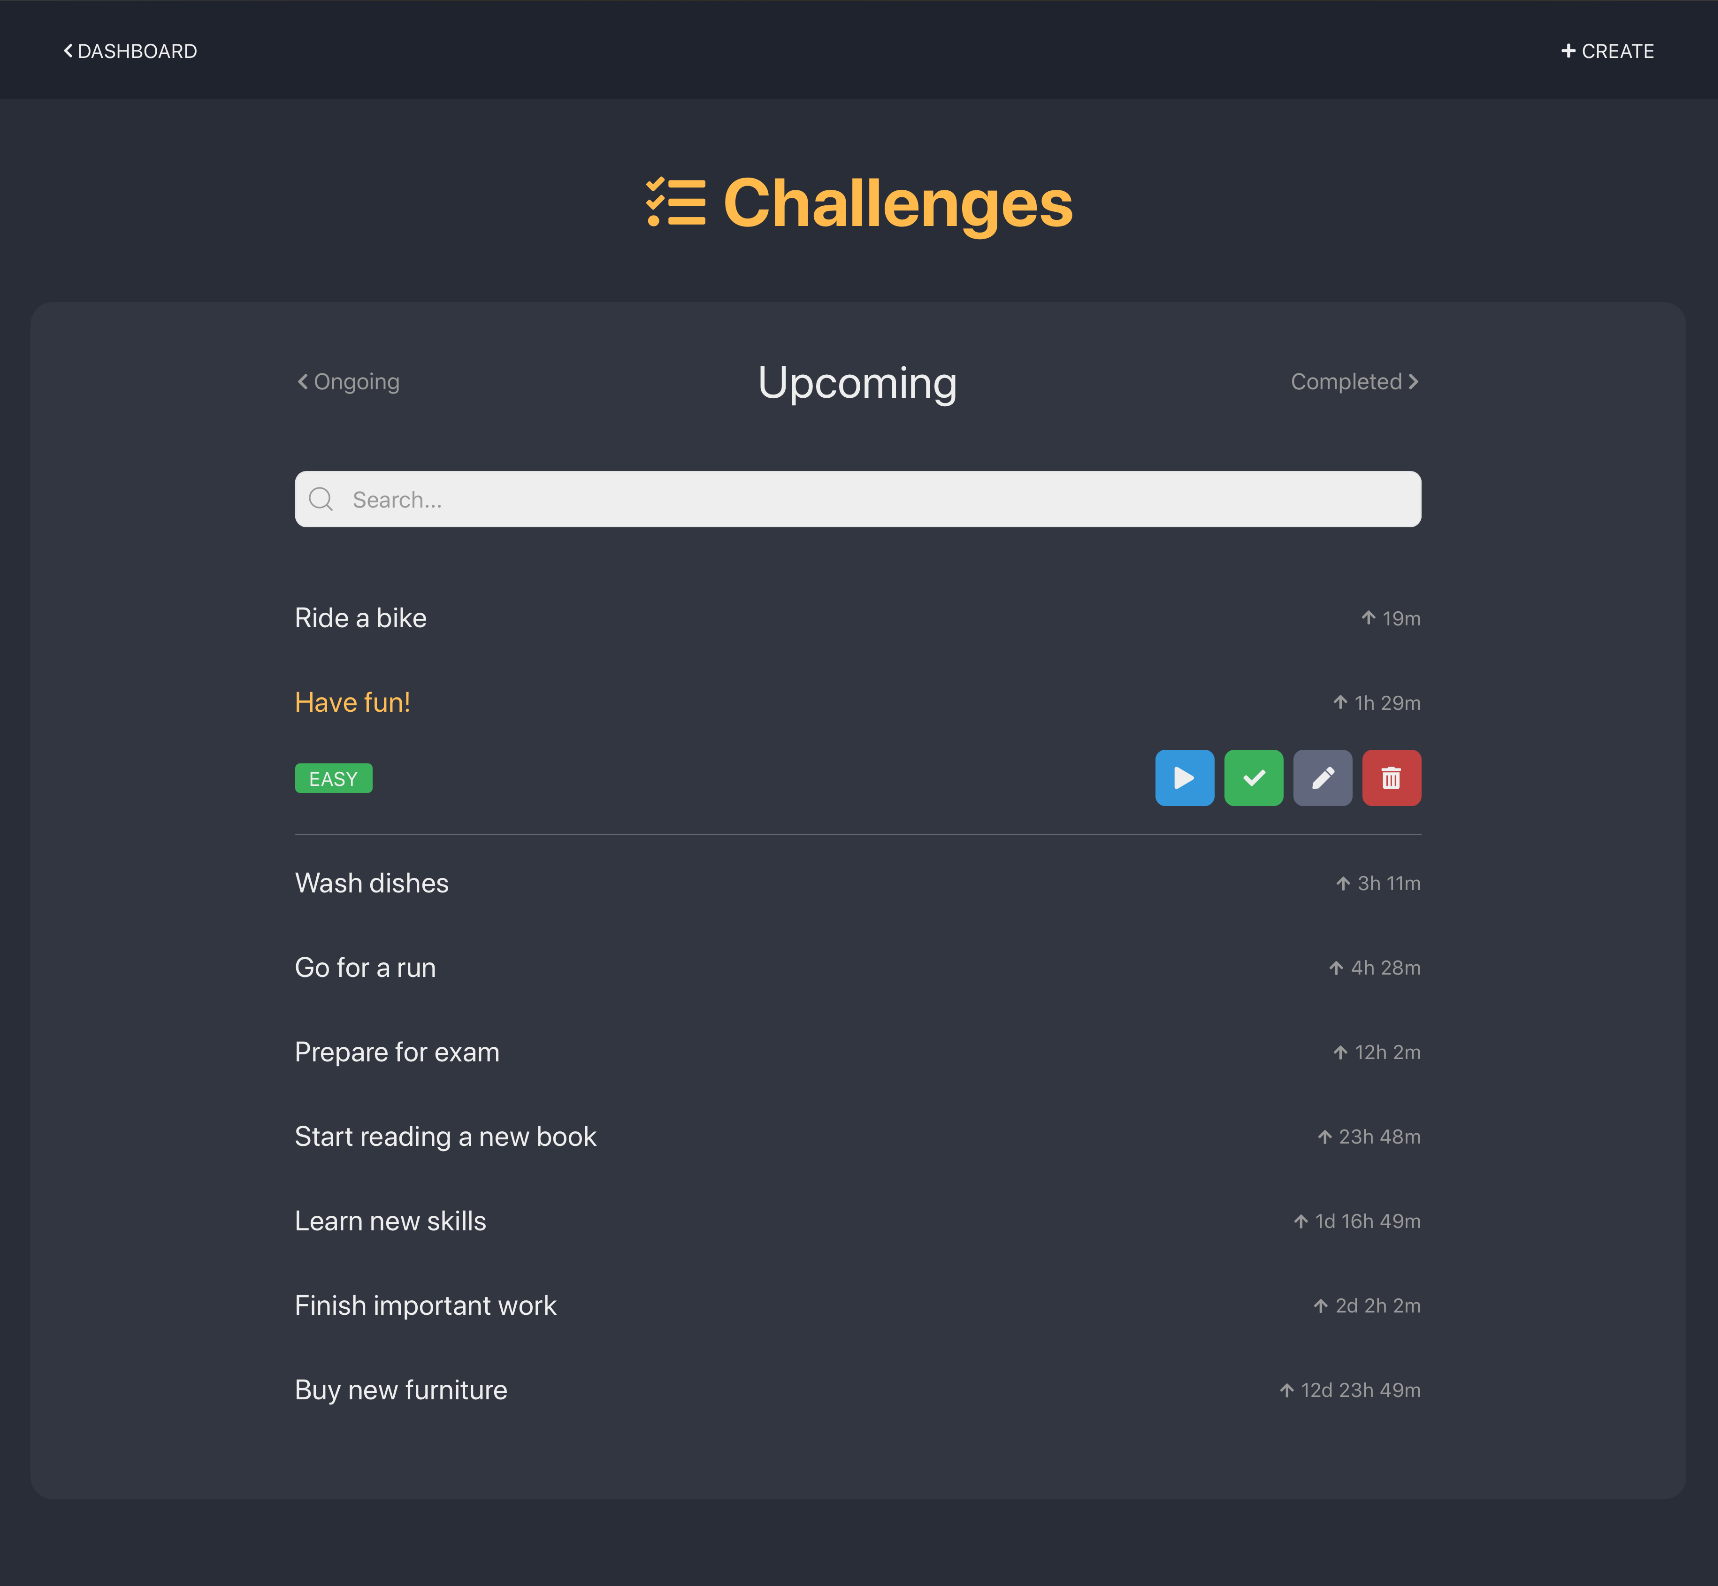 DASHBOARD
CREATE
Challenges
Ongoing
Upcoming
Completed
Search...
Ride a bike
19m
Have fun!
1h 29m
EASY
Wash dishes
3h 11m
Go for a run
4h 28m
Prepare for exam
12h 2m
Start reading a new book
23h 48m
Learn new skills
1d 16h 49m
Finish important work
2d 2h 2m
Buy new furniture
12d 23h 49m